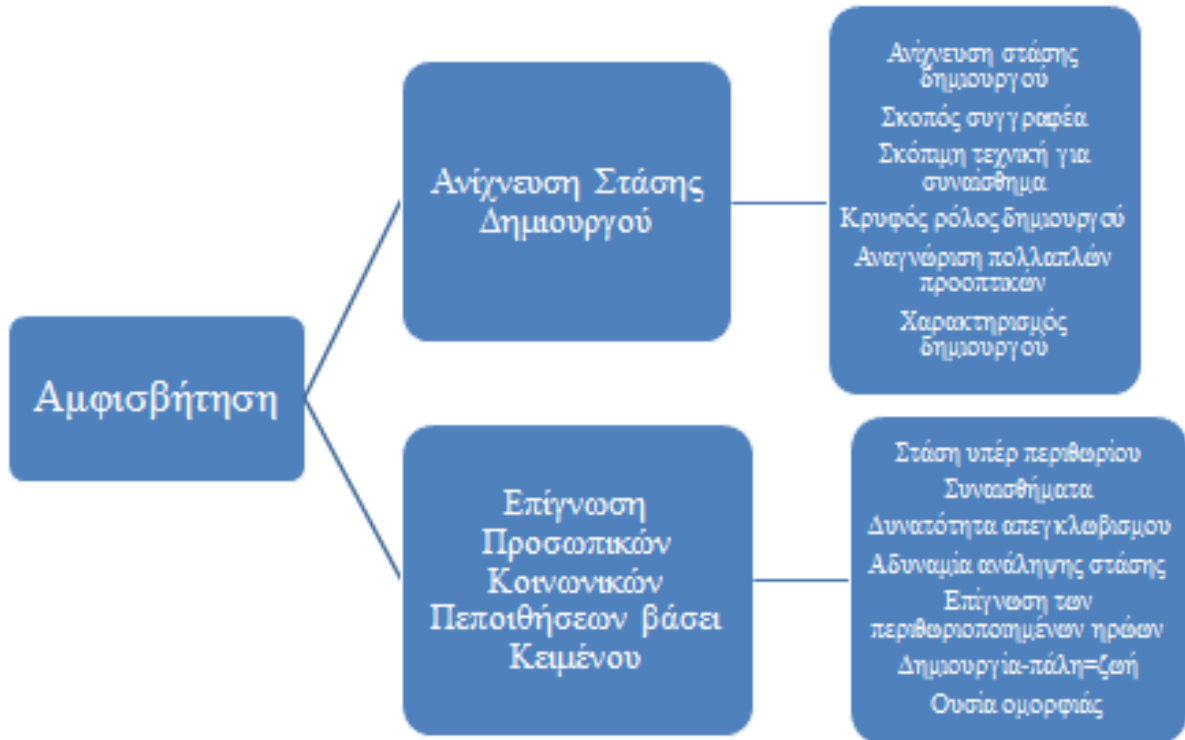 Αμφισβήτηση
Ανίχνευση Στάσης
Δημιουργού
Ανίχνευση στάσης
δημιουργού
Σκοπός συγγραφέα
Σκόπιμη τεχνική για
συναίσθημα
Κρυφός ρόλος δημιουργού
Αναγνώριση πολλαπλών
προοπτικών
Χαρακτηρισμός
δημιουργού
Επίγνωση
Προσωπικών
Κοινωνικών
Πεποιθήσεων βάσει
Κειμένου
Στάση υπέρ περιθωρίου
Συναισθήματα
Δυνατότητα απεγκλωβισμου
Αδυναμία ανάληψης στάσης
Επίγνωση των
περιθωριοποιημένων ηρώων
Δημιουργία-πάλη=ζωή
Ουσία ομορφιάς